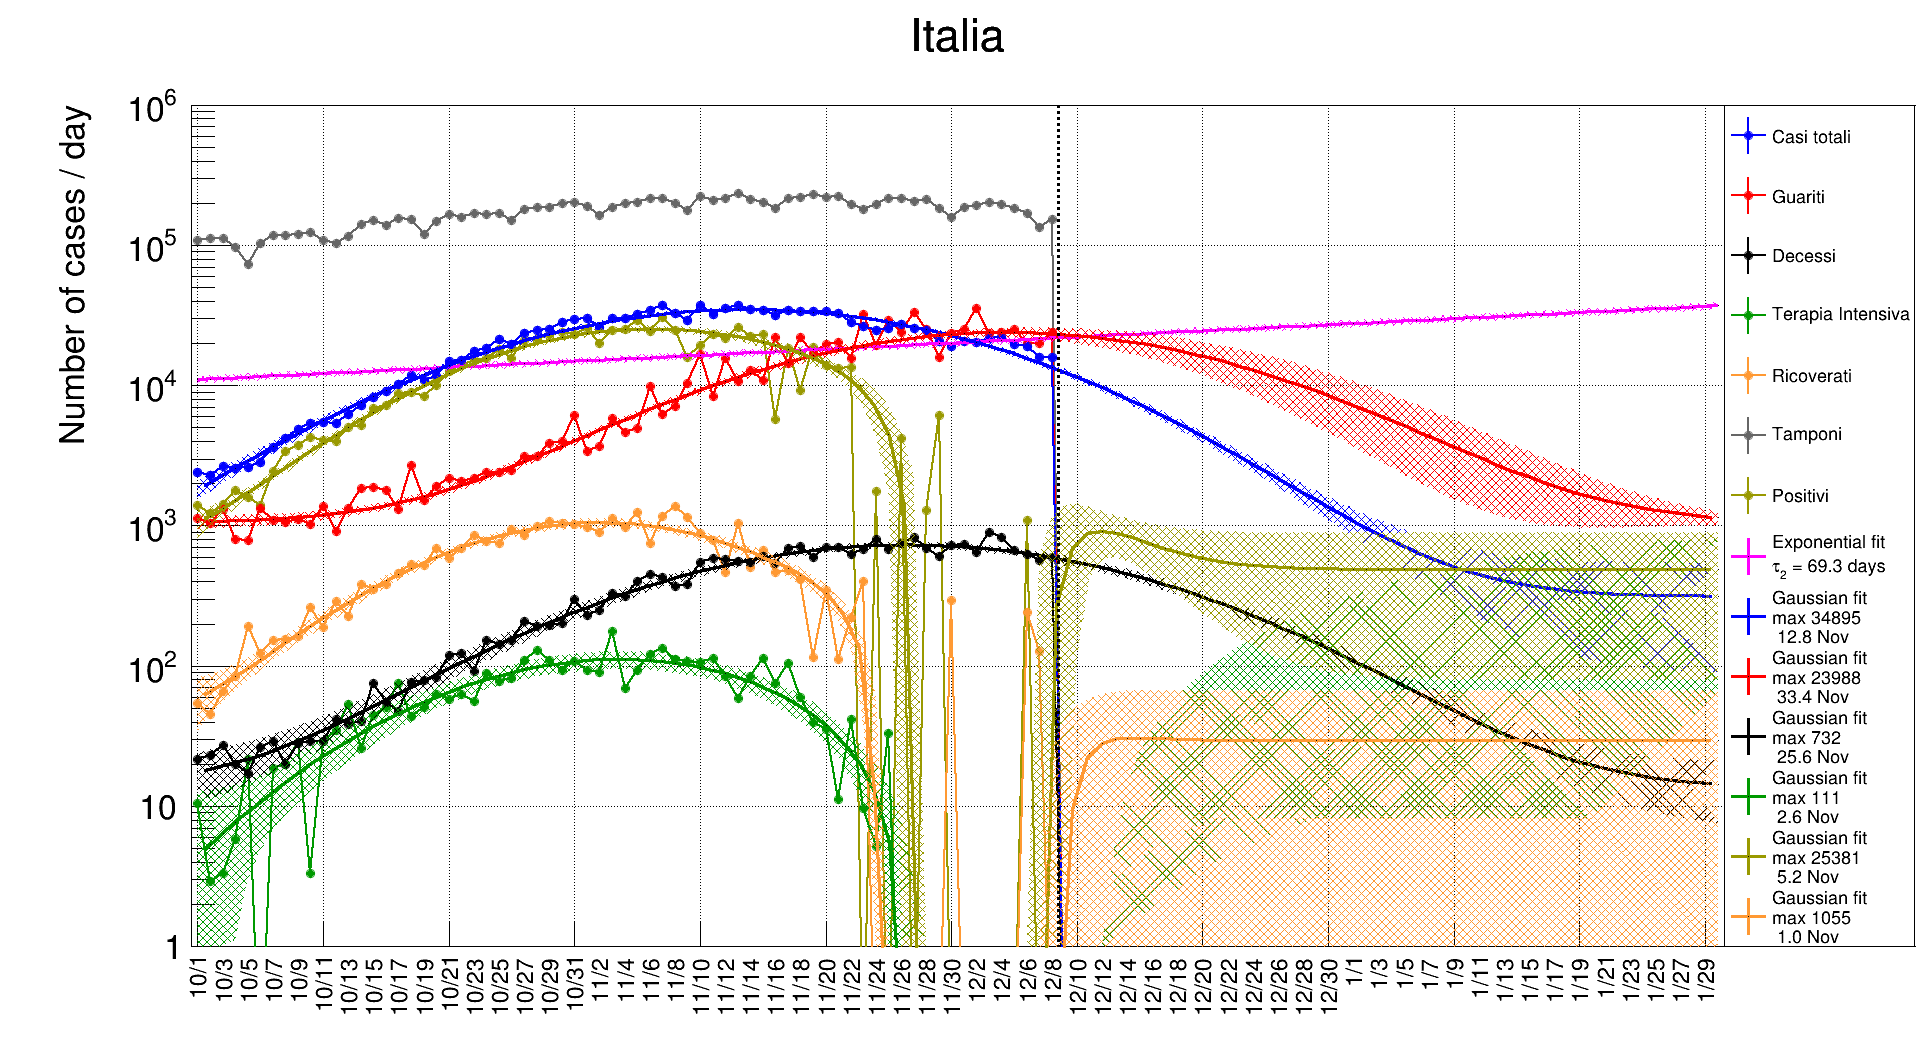 Italia
Number of cases / day
10^6
10^5
10^4
10^3
10^2
10
1
10/1 10/3 10/5 10/7 10/9 10/11 10/13 10/15 10/17 10/19 10/21 10/23 10/25 10/27 10/29 10/31 11/2 11/4 11/6 11/8 11/10 11/12 11/14 11/16 11/18 11/20 11/22 11/24 11/26 11/28 11/30 12/2 12/4 12/6 12/8 12/10 12/12 12/14 12/16 12/18 12/20 12/22 12/24 12/26 12/28 12/30 1/1 1/3 1/5 1/7 1/9 1/11 1/13 1/15 1/17 1/19 1/21 1/23 1/25 1/27 1/29
Casi totali
Guariti
Decessi
Terapia Intensiva
Ricoverati
Tamponi
Positivi
Exponential fit
τ₂ = 69.3 days
Gaussian fit
max 34895
12.8 Nov
Gaussian fit
max 23988
33.4 Nov
Gaussian fit
max 732
25.6 Nov
Gaussian fit
max 111
2.6 Nov
Gaussian fit
max 25381
5.2 Nov
Gaussian fit
max 1055
1.0 Nov